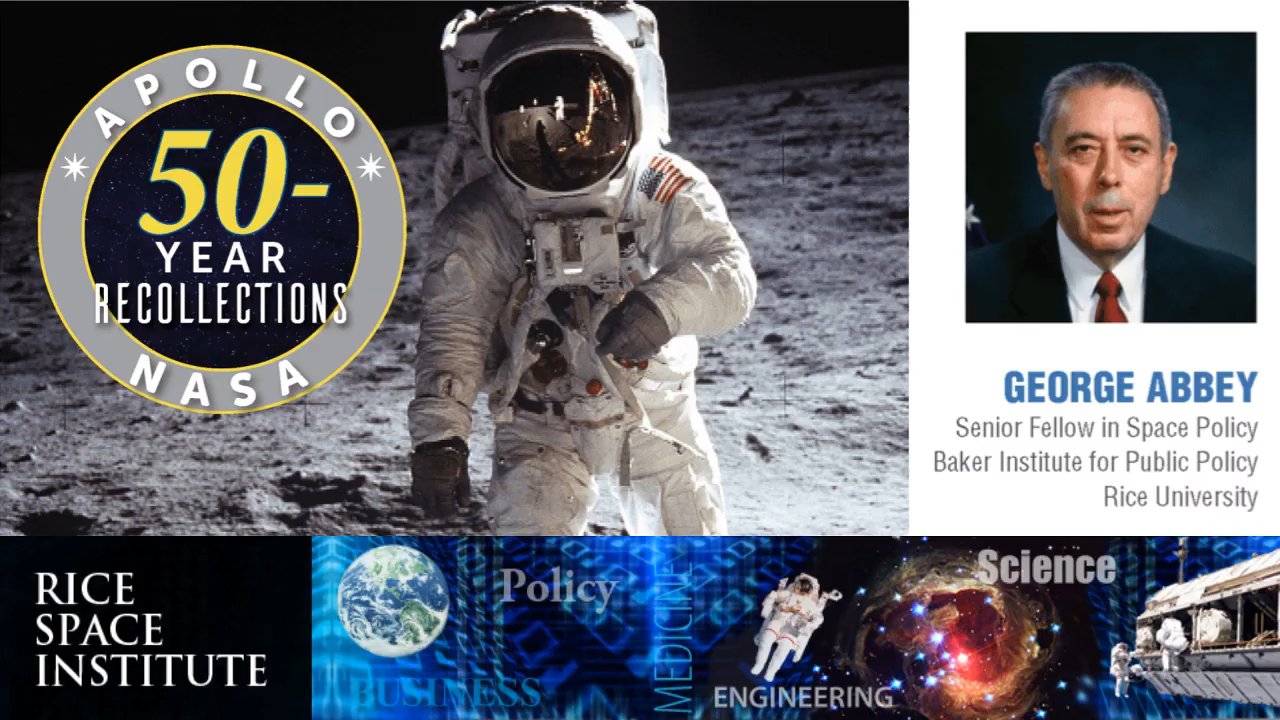 APOLLO
50-
YEAR
RECOLLECTIONS
NASA
GEORGE ABBEY
Senior Fellow in Space Policy
Baker Institute for Public Policy
Rice University
RICE
SPACE
INSTITUTE
BUSINESS
Policy
MEDICINE
ENGINEERING
Science